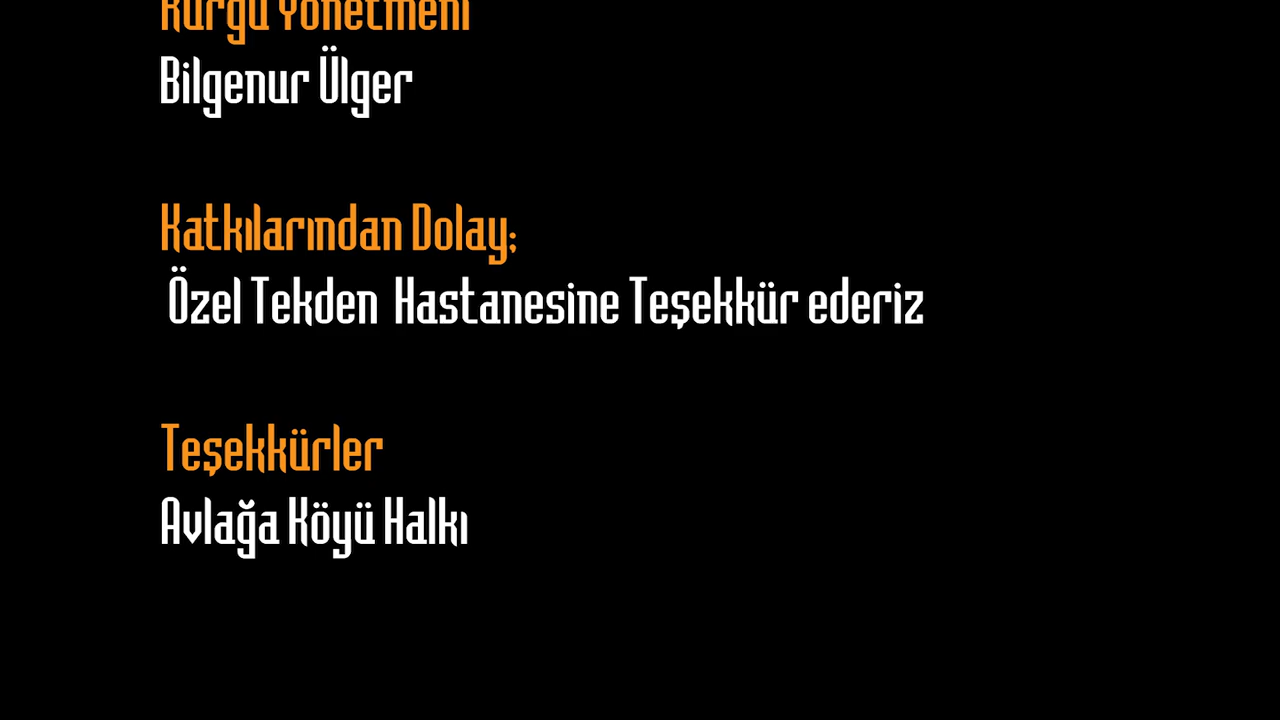 Kurgu Yönetmeni
Bilgenur Ülger
Katkılarından Dolay;
Özel Tekden Hastanesine Teşekkür ederiz
Teşekkürler
Avlağa Köyü Halkı